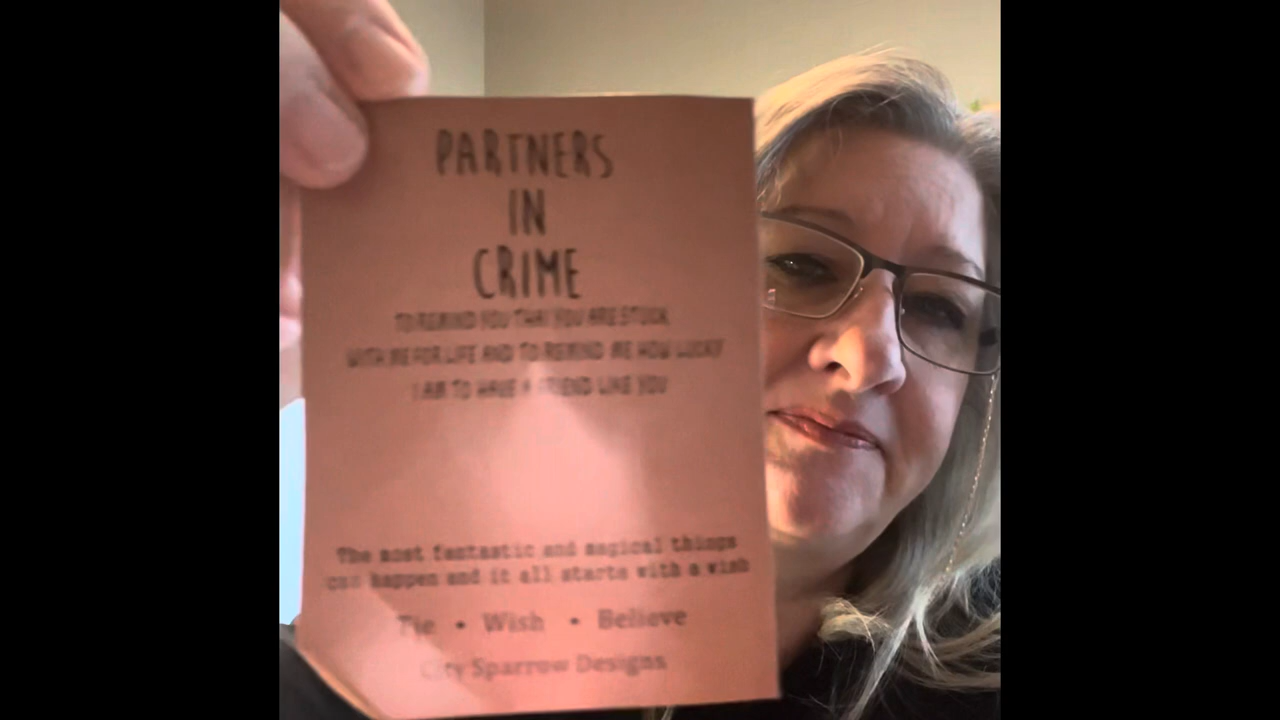 PARTNERS
IN
CRIME
TO REMIND YOU THAT YOU ARE STUCK
WITH ME FOR LIFE AND TO REMIND ME HOW LUCKY
I AM TO HAVE A FRIEND LIKE YOU
The most fantastic and magical things
can happen and it all starts with a wish
Tie • Wish • Believe
City Sparrow Designs